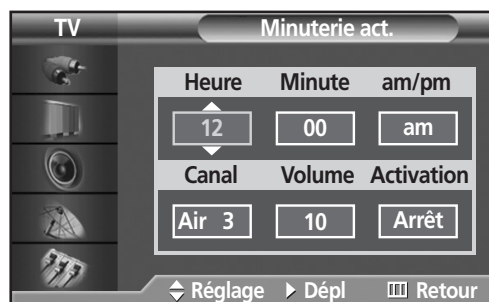 TV Minuterie act.
Heure Minute am/pm
12 00 am
Canal Volume Activation
Air 3 10 Arrêt
Réglage Dépl Retour